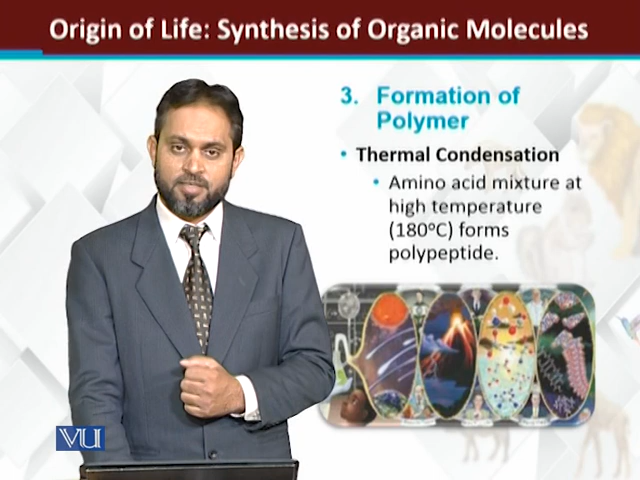 Origin of Life: Synthesis of Organic Molecules
3. Formation of
Polymer
• Thermal Condensation
• Amino acid mixture at
high temperature
(180°C) forms
polypeptide.
VU